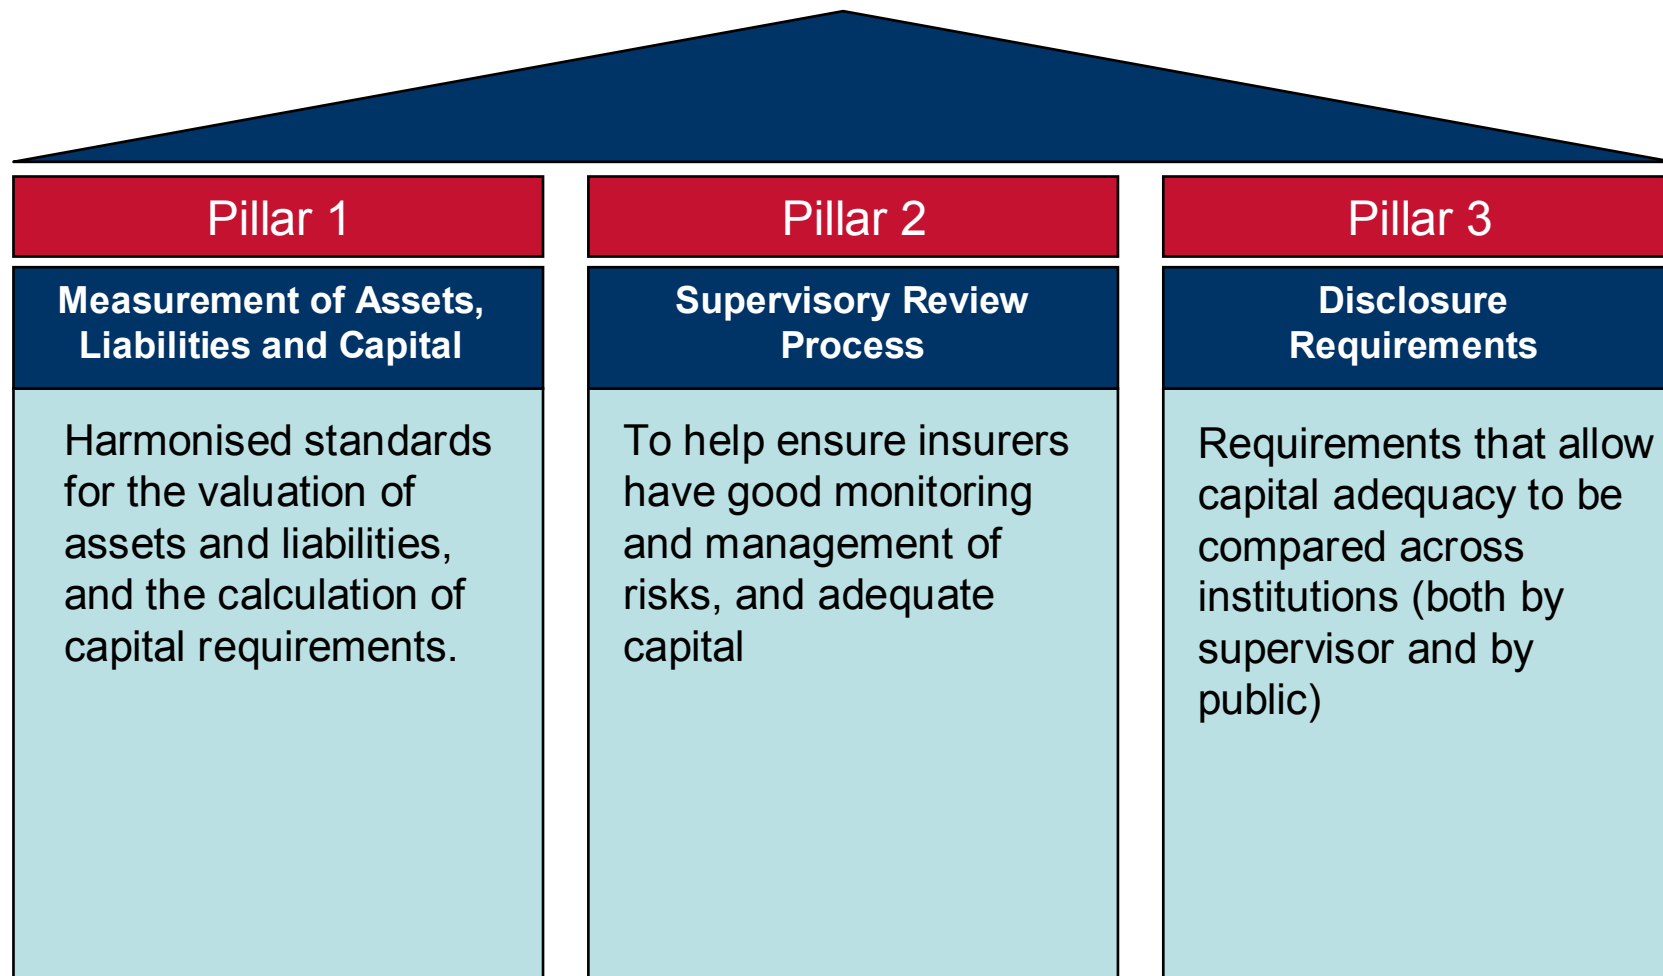 Pillar 1
Measurement of Assets,
Liabilities and Capital
Harmonised standards
for the valuation of
assets and liabilities,
and the calculation of
capital requirements.
Pillar 2
Supervisory Review
Process
To help ensure insurers
have good monitoring
and management of
risks, and adequate
capital
Pillar 3
Disclosure
Requirements
Requirements that allow
capital adequacy to be
compared across
institutions (both by
supervisor and by
public)